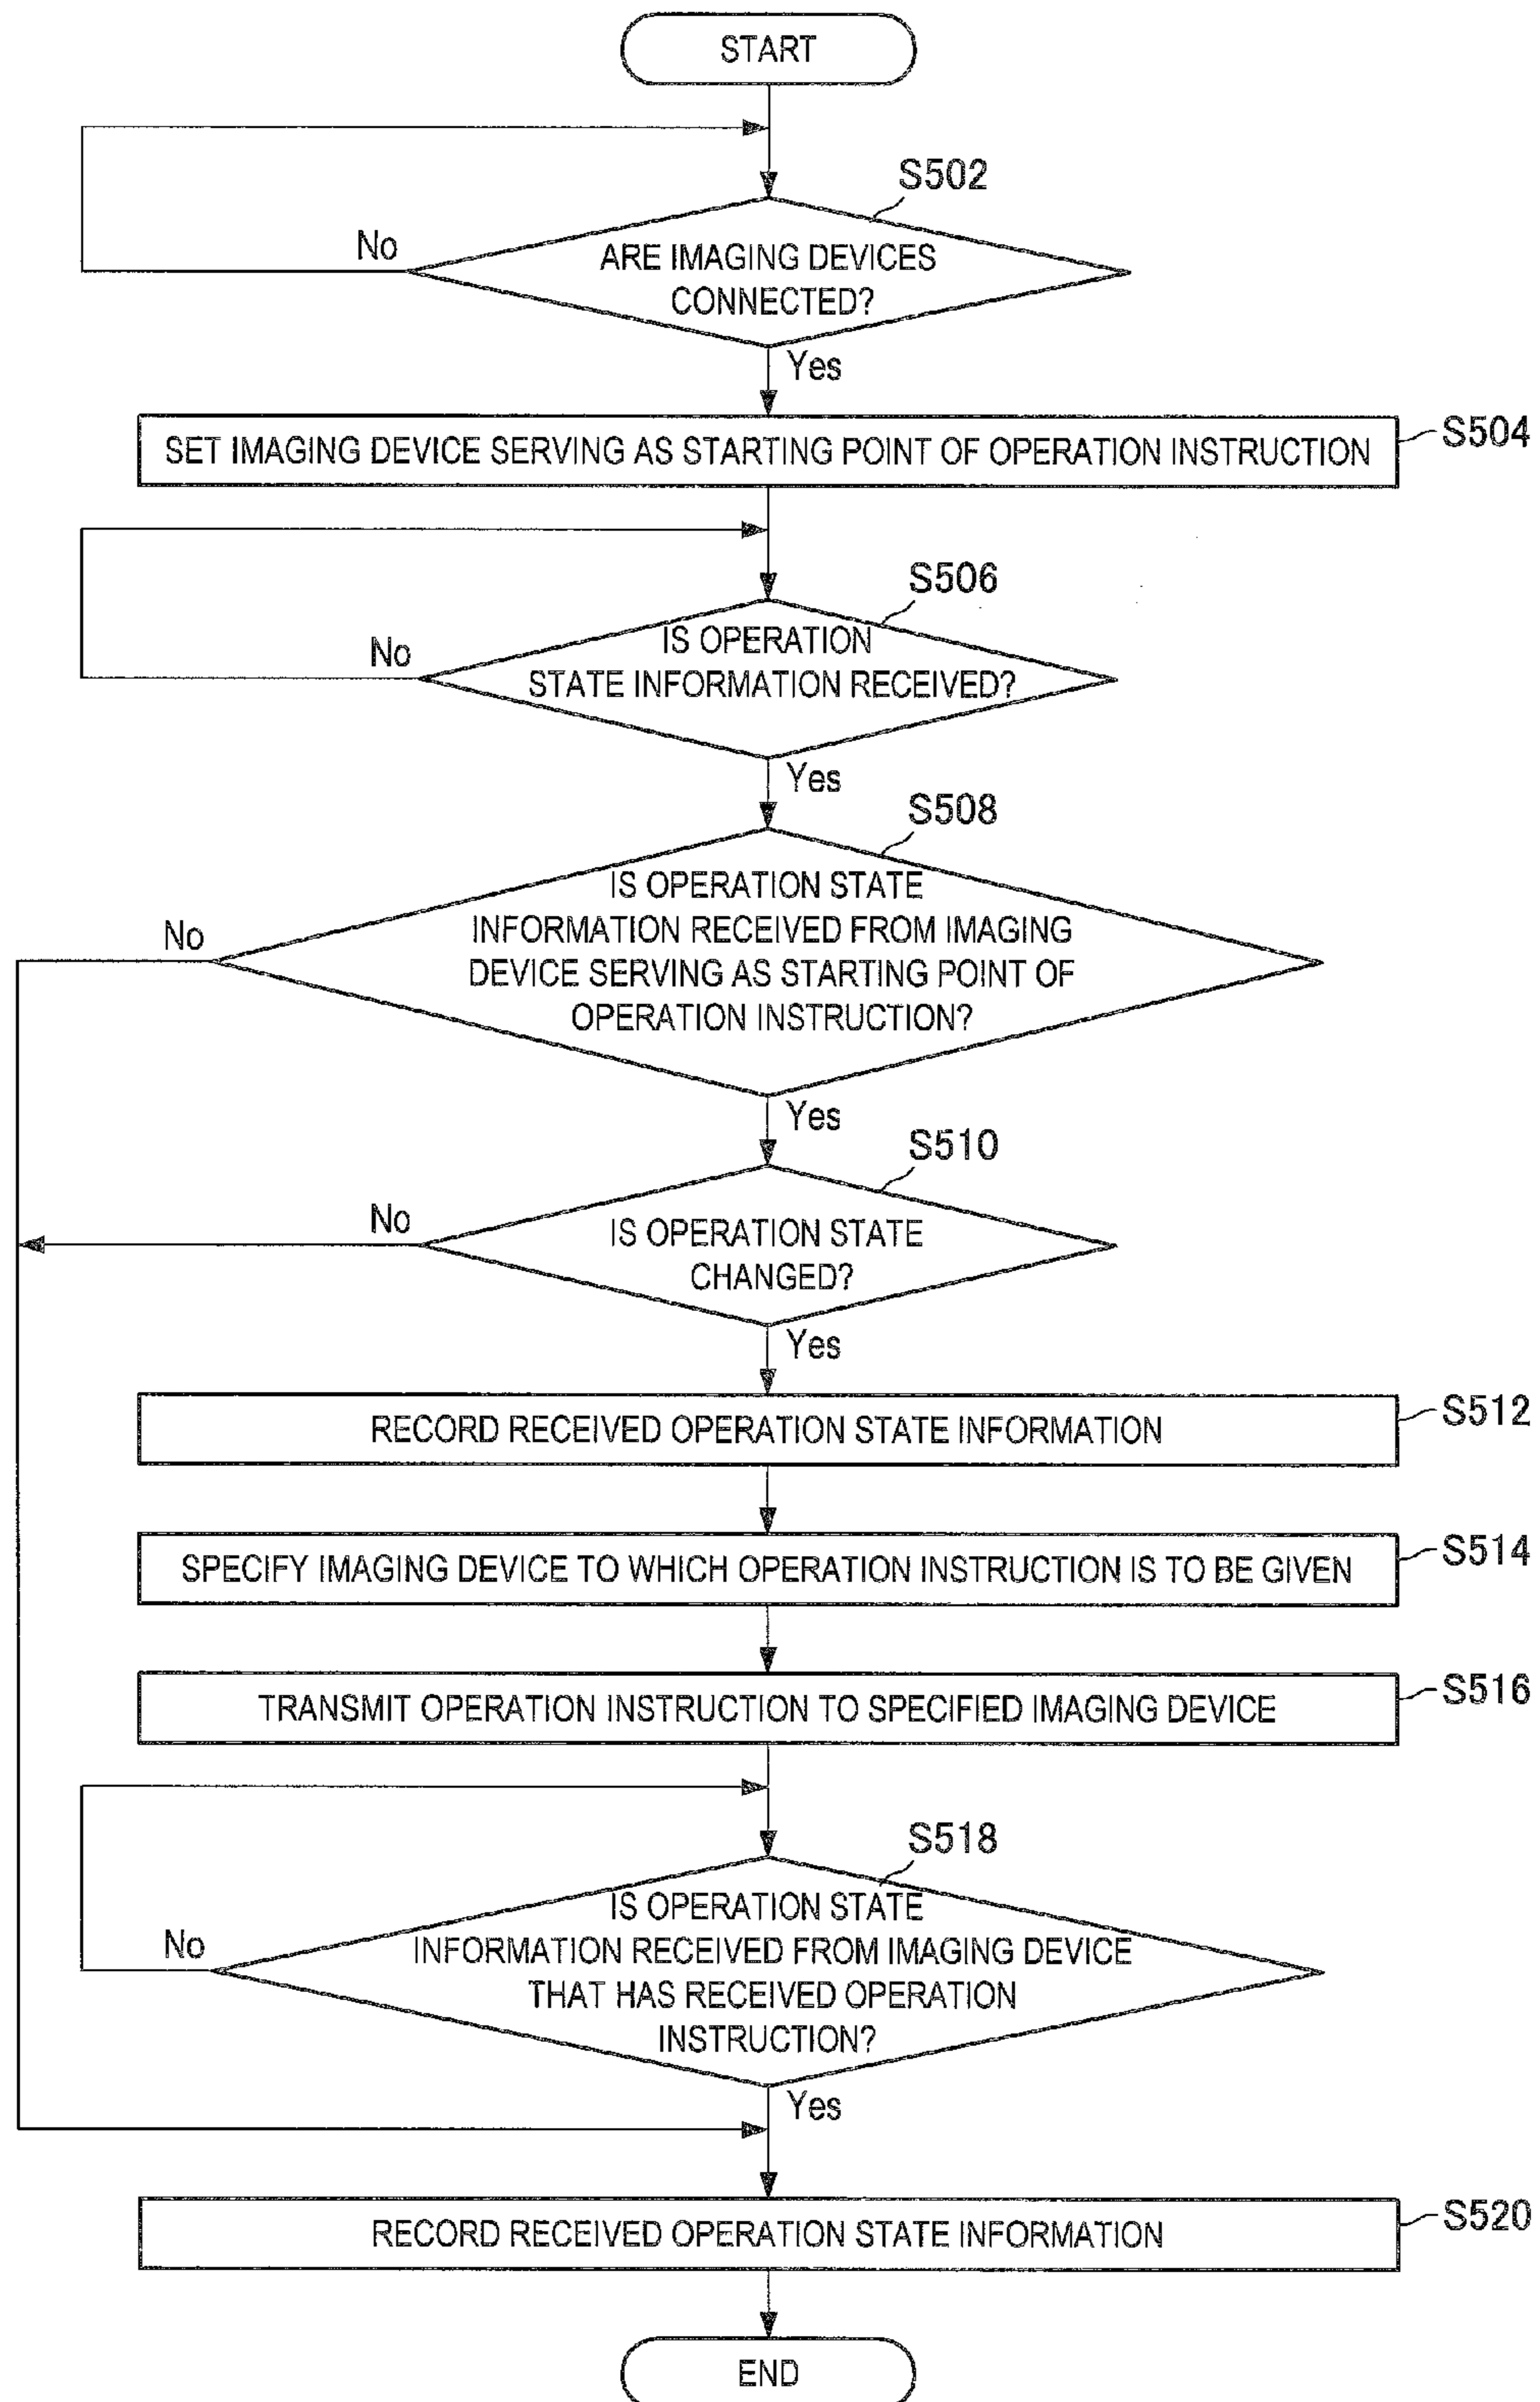 START
S502
No
ARE IMAGING DEVICES
CONNECTED?
Yes
SET IMAGING DEVICE SERVING AS STARTING POINT OF OPERATION INSTRUCTION
S504
S506
No
IS OPERATION
STATE INFORMATION RECEIVED?
Yes
S508
No
IS OPERATION STATE
INFORMATION RECEIVED FROM IMAGING
DEVICE SERVING AS STARTING POINT OF
OPERATION INSTRUCTION?
Yes
S510
No
IS OPERATION STATE
CHANGED?
Yes
RECORD RECEIVED OPERATION STATE INFORMATION
S512
SPECIFY IMAGING DEVICE TO WHICH OPERATION INSTRUCTION IS TO BE GIVEN
S514
TRANSMIT OPERATION INSTRUCTION TO SPECIFIED IMAGING DEVICE
S516
S518
No
IS OPERATION STATE
INFORMATION RECEIVED FROM IMAGING DEVICE
THAT HAS RECEIVED OPERATION
INSTRUCTION?
Yes
RECORD RECEIVED OPERATION STATE INFORMATION
S520
END